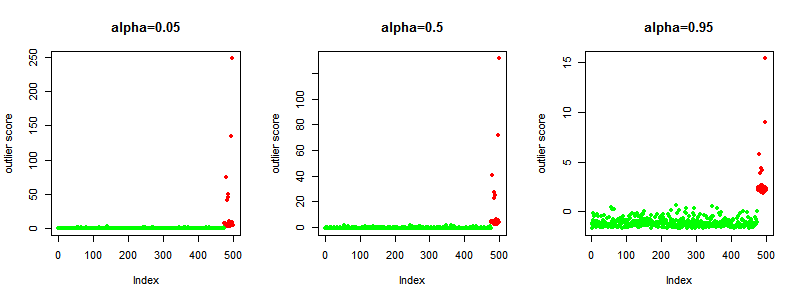 alpha=0.05
alpha=0.5
alpha=0.95
outlier score
0 50 100 150 200 250
0 100 200 300 400 500
Index
outlier score
0 20 40 60 80 100
0 100 200 300 400 500
Index
outlier score
0 5 10 15
0 100 200 300 400 500
Index